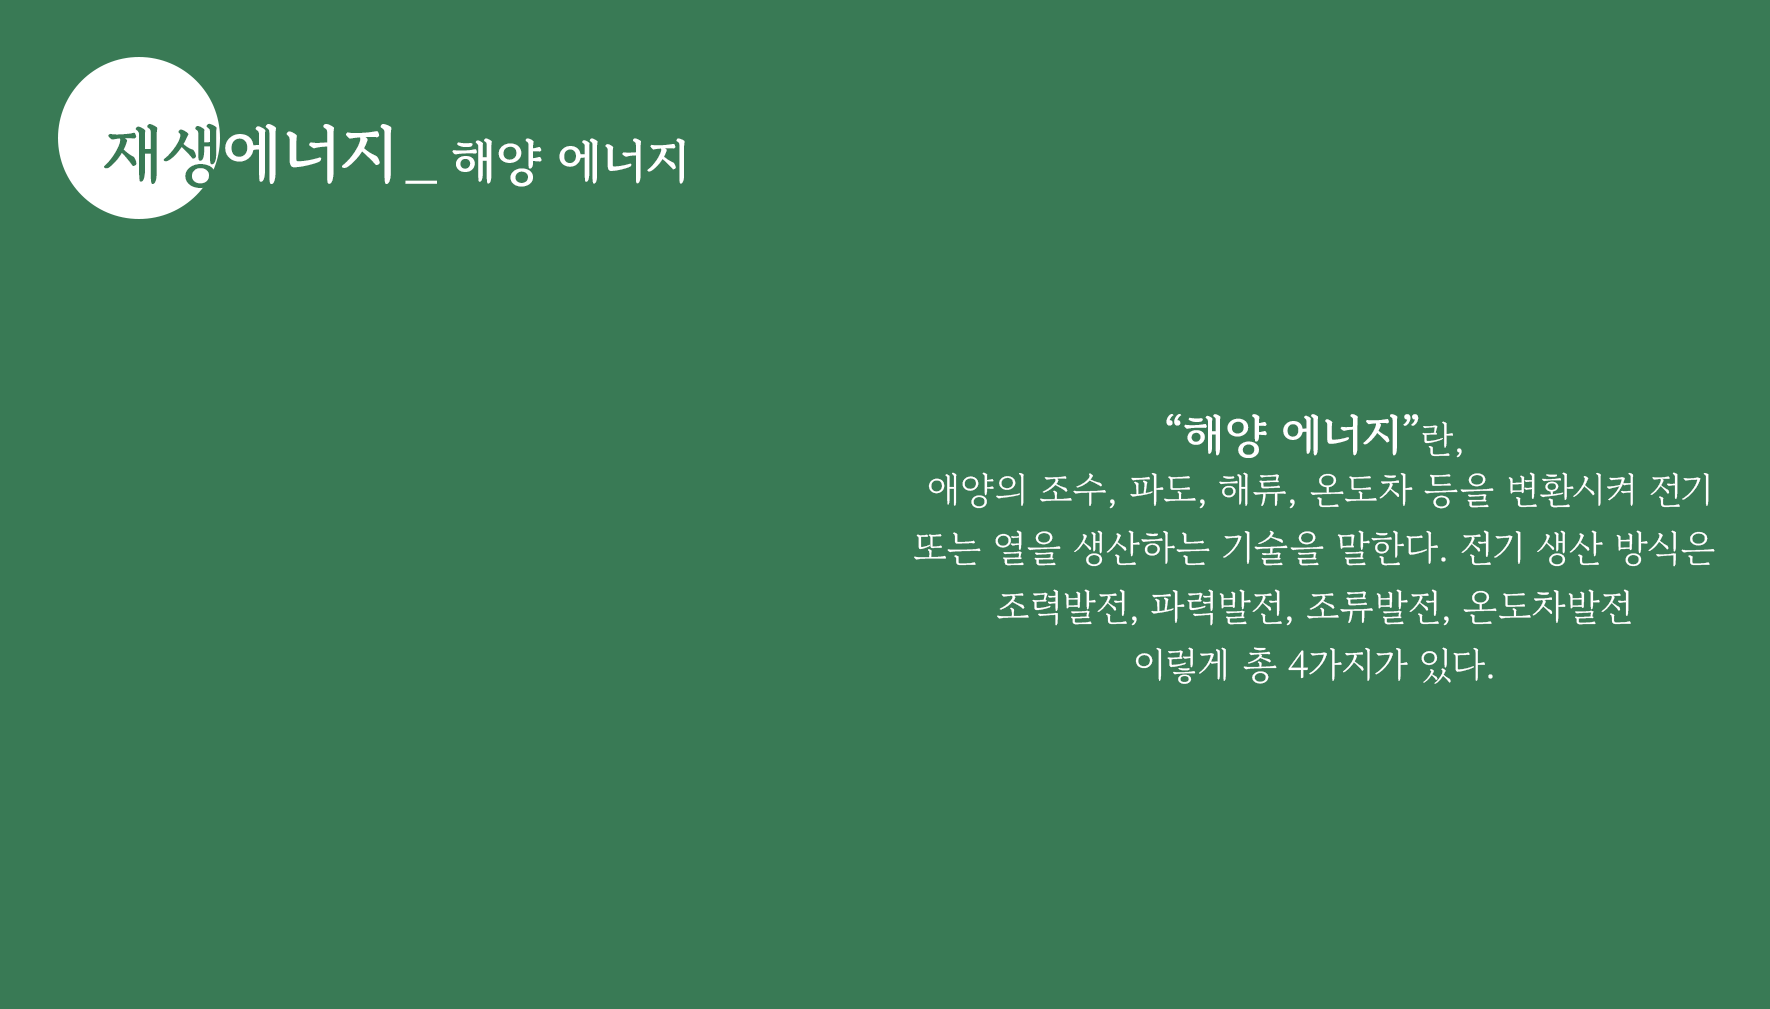 재생에너지_ 해양 에너지
“해양 에너지”란,
애양의 조수, 파도, 해류, 온도차 등을 변환시켜 전기
또는 열을 생산하는 기술을 말한다. 전기 생산 방식은
조력발전, 파력발전, 조류발전, 온도차발전
이렇게 총 4가지가 있다.